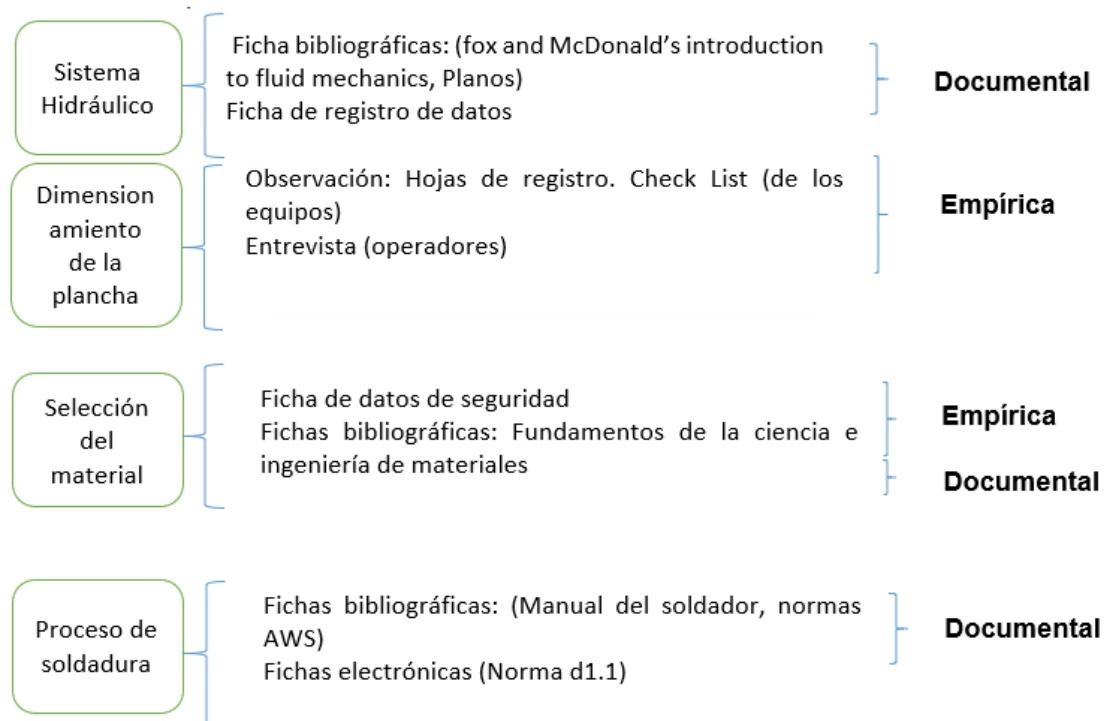 Sistema
Hidráulico
Ficha bibliográficas: (fox and McDonald's introduction
to fluid mechanics, Planos)
Ficha de registro de datos
Documental
Dimension
amiento
de la
plancha
Observación: Hojas de registro. Check List (de los
equipos)
Entrevista (operadores)
Empírica
Selección
del
material
Ficha de datos de seguridad
Fichas bibliográficas: Fundamentos de la ciencia e
ingeniería de materiales
Empírica
Documental
Proceso de
soldadura
Fichas bibliográficas: (Manual del soldador, normas
AWS)
Fichas electrónicas (Norma d1.1)
Documental